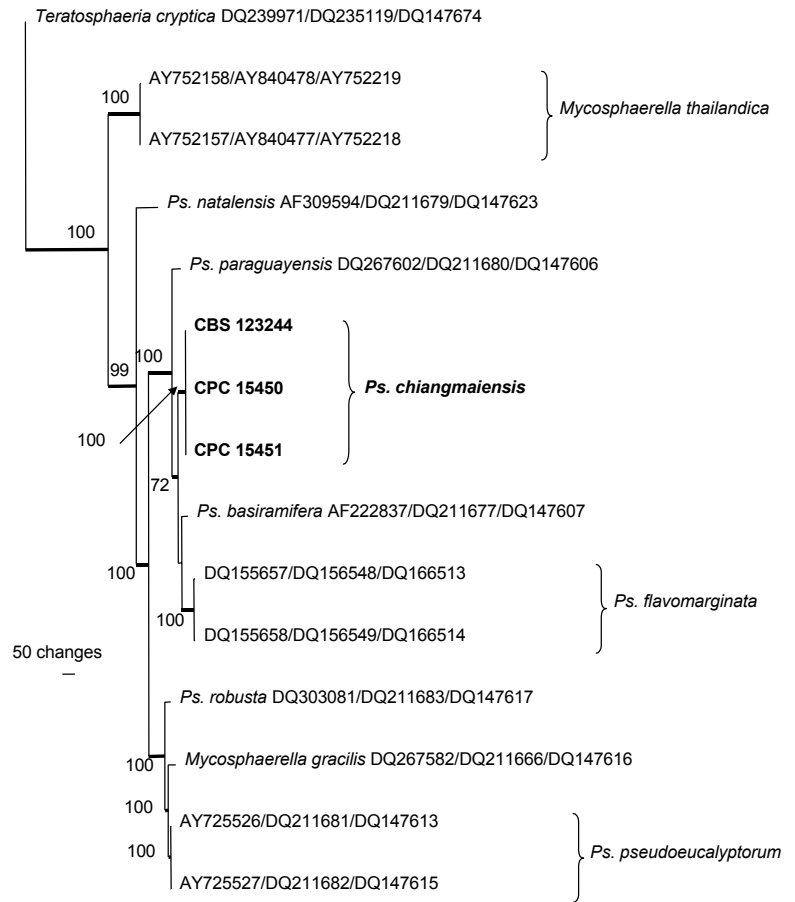 Teratosphaeria cryptica DQ239971/DQ235119/DQ147674
AY752158/AY840478/AY752219
100
Mycosphaerella thailandica
AY752157/AY840477/AY752218
Ps. natalensis AF309594/DQ211679/DQ147623
100
Ps. paraguayensis DQ267602/DQ211680/DQ147606
CBS 123244
100
99
CPC 15450
Ps. chiangmaiensis
100
CPC 15451
72
Ps. basiramifera AF222837/DQ211677/DQ147607
100
DQ155657/DQ156548/DQ166513
Ps. flavomarginata
100
DQ155658/DQ156549/DQ166514
50 changes
Ps. robusta DQ303081/DQ211683/DQ147617
100
Mycosphaerella gracilis DQ267582/DQ211666/DQ147616
100
AY725526/DQ211681/DQ147613
100
Ps. pseudoeucalyptorum
AY725527/DQ211682/DQ147615